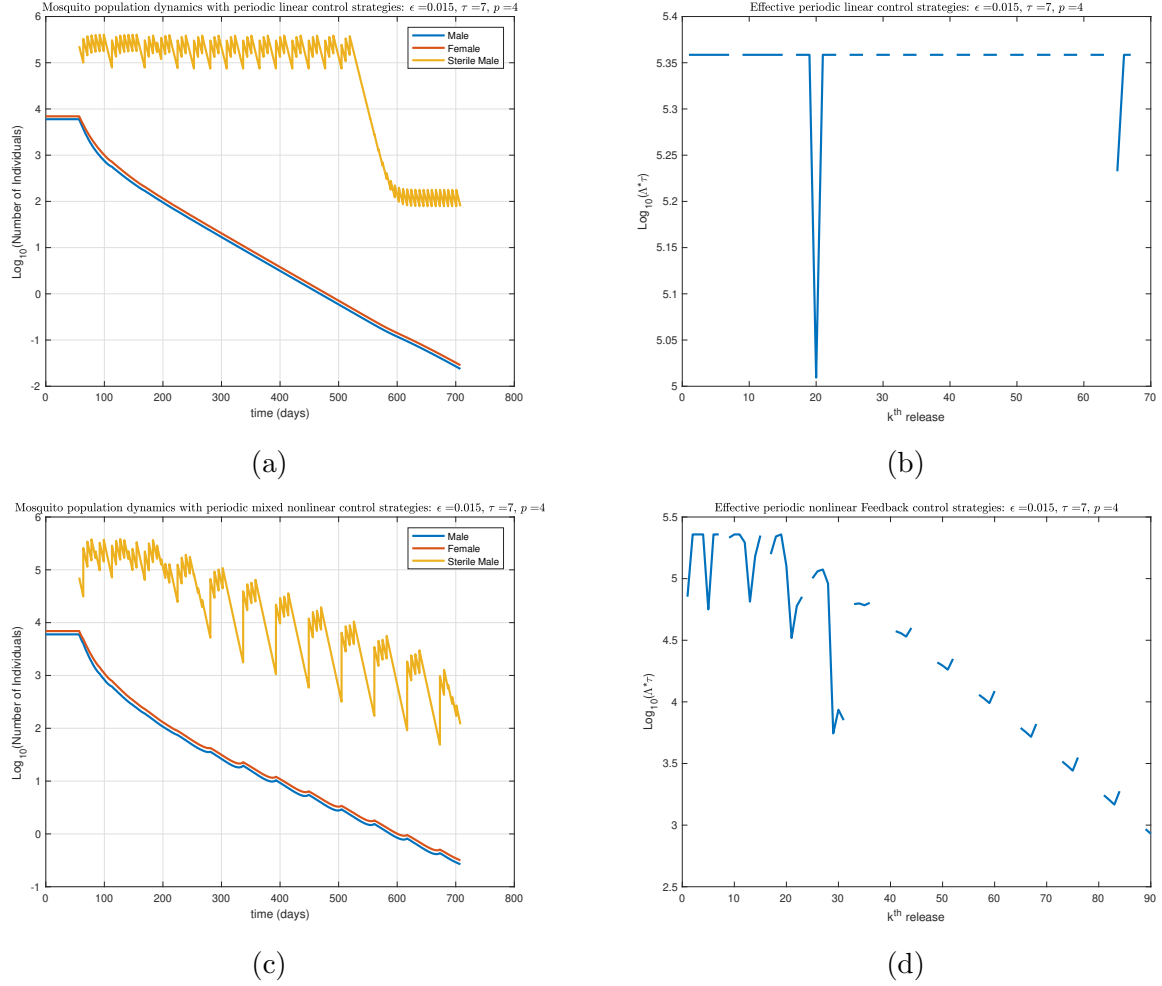 Mosquito population dynamics with periodic linear control strategies: ϵ =0.015, τ =7, p =4
6
5
4
3
2
1
0
-1
-2
Log10(Number of Individuals)
Male
Female
Sterile Male
0 100 200 300 400 500 600 700 800
time (days)
(a)
Effective periodic linear control strategies: ϵ =0.015, τ =7, p =4
5.4
5.35
5.3
5.25
5.2
5.15
5.1
5.05
5
Log10(Λ*τ)
0 10 20 30 40 50 60 70
kth release
(b)
Mosquito population dynamics with periodic mixed nonlinear control strategies: ϵ =0.015, τ =7, p =4
6
5
4
3
2
1
0
-1
Log10(Number of Individuals)
Male
Female
Sterile Male
0 100 200 300 400 500 600 700 800
time (days)
(c)
Effective periodic nonlinear Feedback control strategies: ϵ =0.015, τ =7, p =4
5.5
5
4.5
4
3.5
3
2.5
Log10(Λ*τ)
0 10 20 30 40 50 60 70 80 90
kth release
(d)